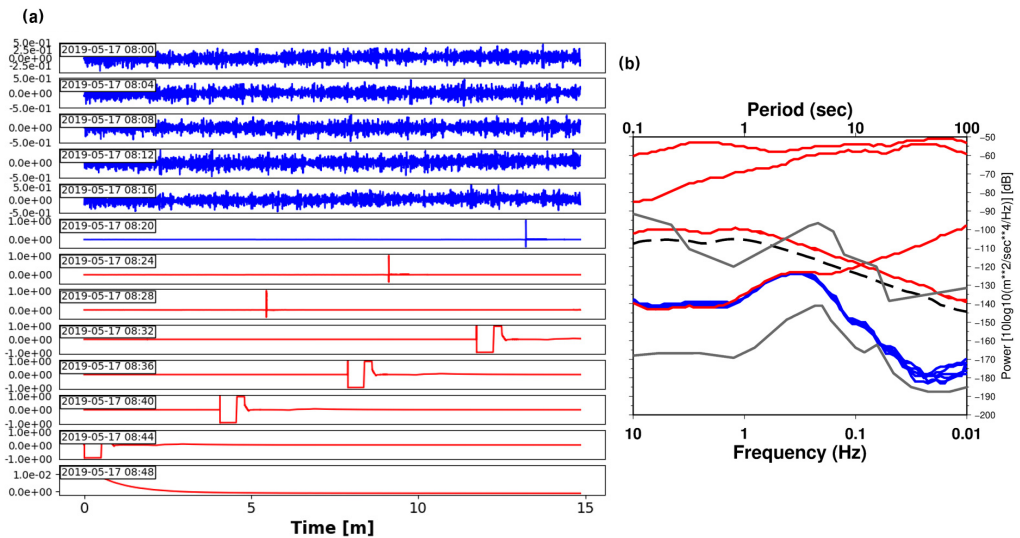 (a)
5.0e-01
2.5e-01
0.0e+00
-2.5e-01
2019-05-17 08:00
5.0e-01
0.0e+00
-5.0e-01
2019-05-17 08:04
5.0e-01
0.0e+00
-5.0e-01
2019-05-17 08:08
5.0e-01
0.0e+00
-5.0e-01
2019-05-17 08:12
5.0e-01
0.0e+00
-5.0e-01
2019-05-17 08:16
1.0e+00
0.0e+00
2019-05-17 08:20
1.0e+00
0.0e+00
2019-05-17 08:24
1.0e+00
0.0e+00
2019-05-17 08:28
1.0e+00
0.0e+00
-1.0e+00
2019-05-17 08:32
1.0e+00
0.0e+00
-1.0e+00
2019-05-17 08:36
1.0e+00
0.0e+00
-1.0e+00
2019-05-17 08:40
1.0e+00
0.0e+00
-1.0e+00
2019-05-17 08:44
1.0e-02
0.0e+00
2019-05-17 08:48
0 5 10 15
Time [m]
(b)
Period (sec)
0.1 1 10 100
-50
-60
-70
-80
-90
-100
-110
-120
-130
-140
-150
-160
-170
-180
-190
-200
Power [10log10(m**2/sec**4/Hz)] [dB]
10 1 0.1 0.01
Frequency (Hz)